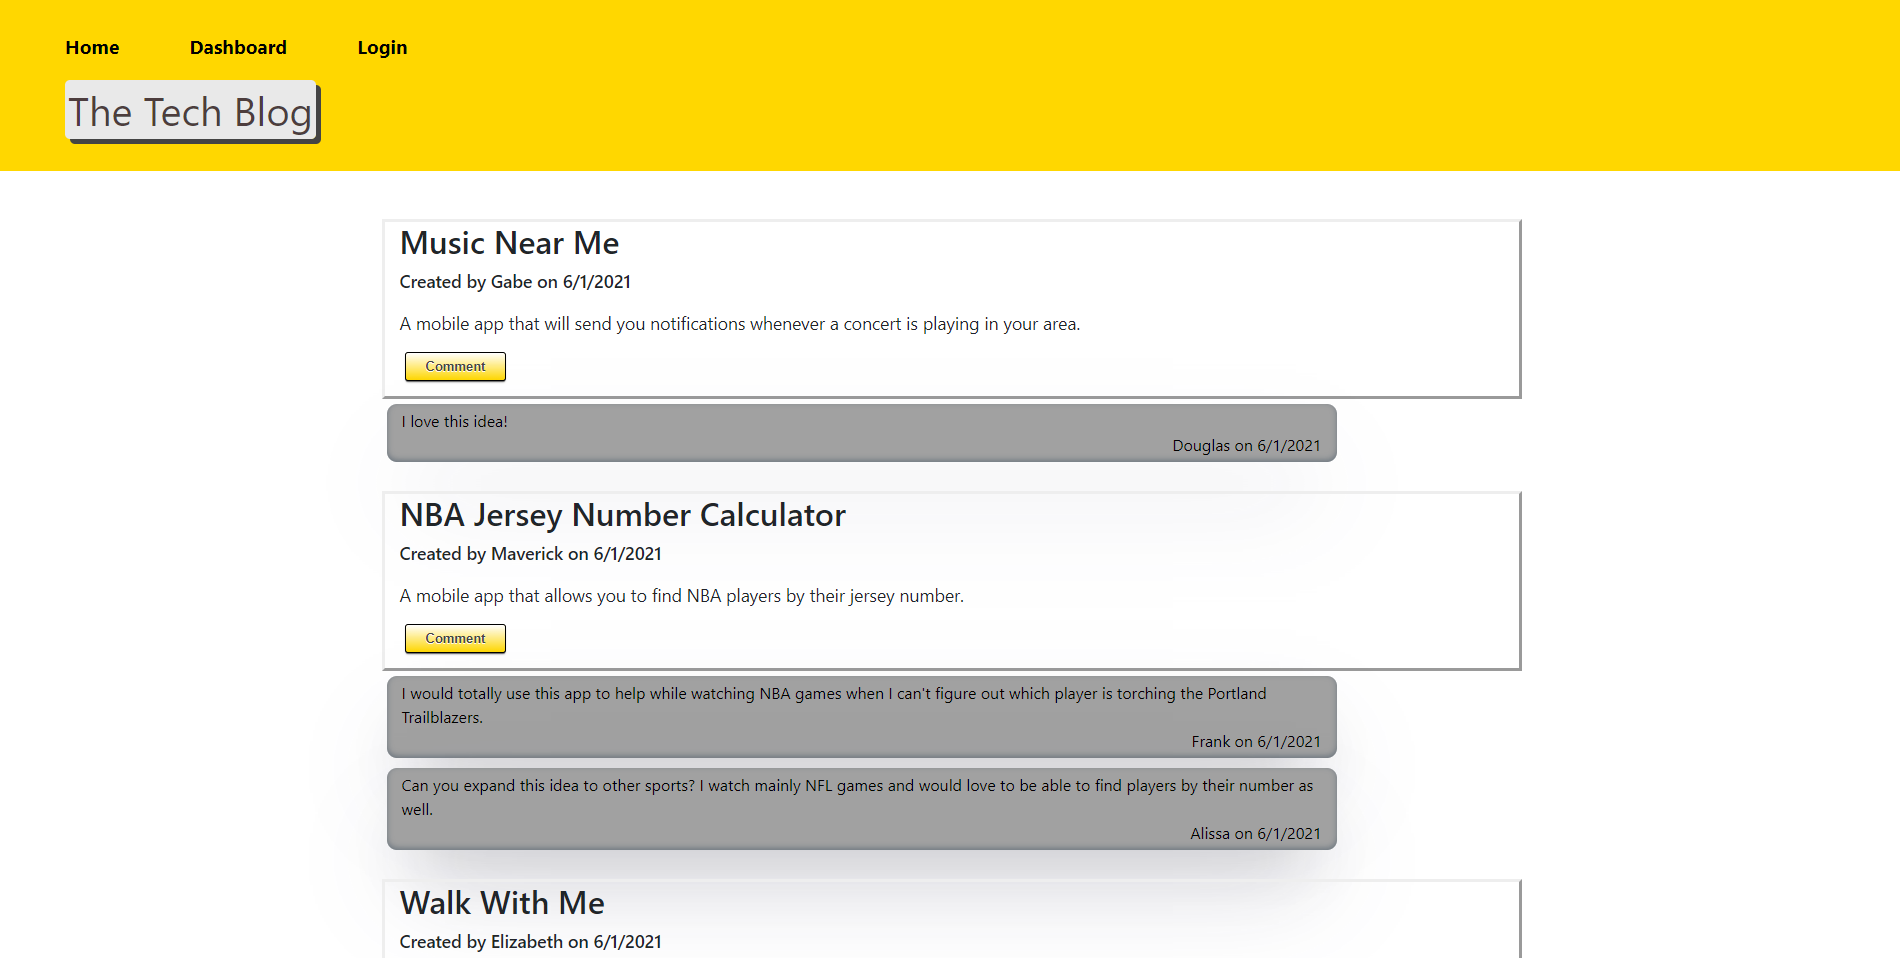 Home Dashboard Login
The Tech Blog
Music Near Me
Created by Gabe on 6/1/2021
A mobile app that will send you notifications whenever a concert is playing in your area.
Comment
I love this idea!
Douglas on 6/1/2021
NBA Jersey Number Calculator
Created by Maverick on 6/1/2021
A mobile app that allows you to find NBA players by their jersey number.
Comment
I would totally use this app to help while watching NBA games when I can't figure out which player is torching the Portland
Trailblazers.
Frank on 6/1/2021
Can you expand this idea to other sports? I watch mainly NFL games and would love to be able to find players by their number as
well.
Alissa on 6/1/2021
Walk With Me
Created by Elizabeth on 6/1/2021